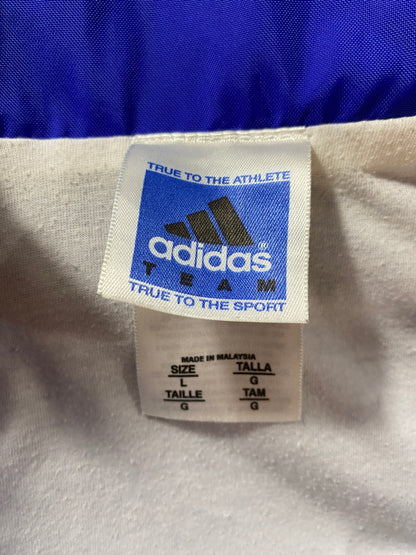 TRUE TO THE ATHLETE
adidas®
TEAM
TRUE TO THE SPORT
MADE IN MALAYSIA
SIZE TALLA
L G
TAILLE TAM
G G